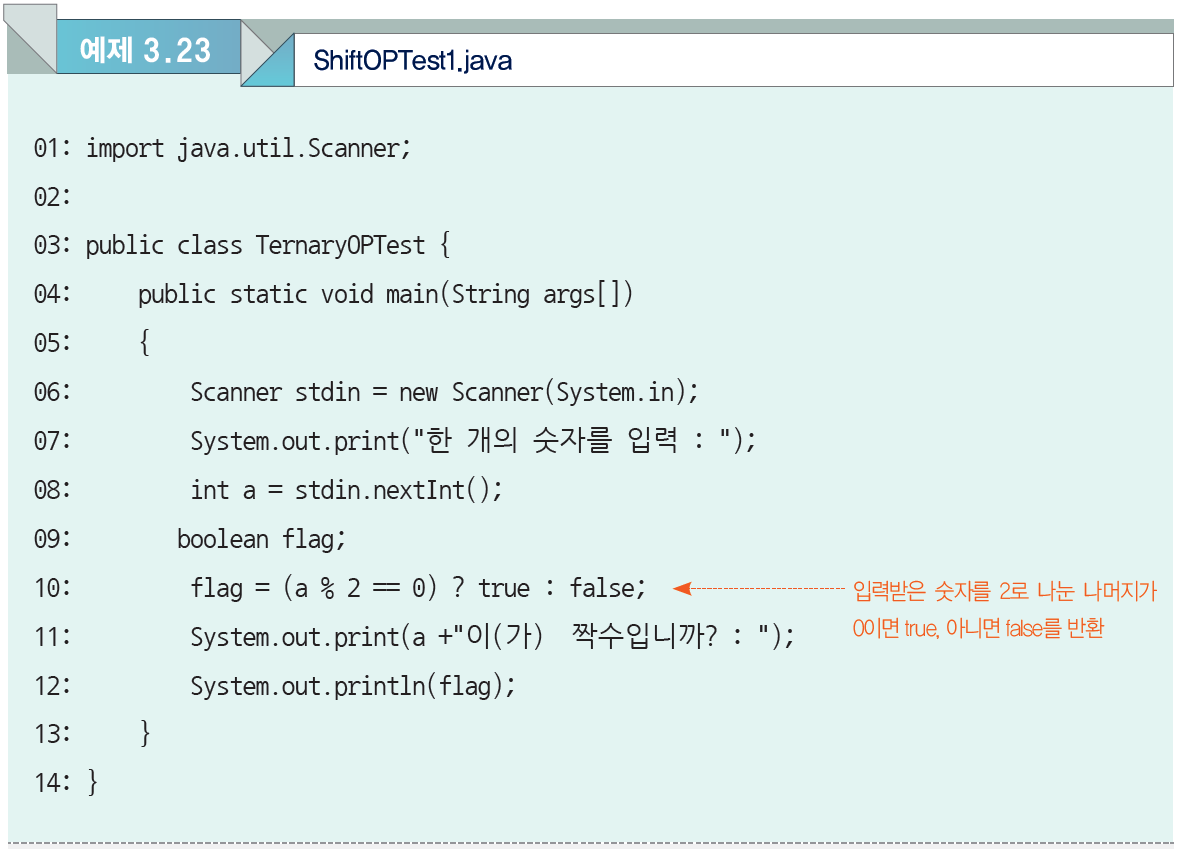 예제 3.23
ShiftOPTest1.java
01: import java.util.Scanner;
02:
03: public class TernaryOPTest {
04:     public static void main(String args[])
05:     {
06:         Scanner stdin = new Scanner(System.in);
07:         System.out.print("한 개의 숫자를 입력 : ");
08:         int a = stdin.nextInt();
09:        boolean flag;
10:         flag = (a % 2 == 0) ? true : false;
입력받은 숫자를 2로 나눈 나머지가
0이면 true, 아니면 false를 반환
11:         System.out.print(a +"이(가)  짝수입니까? : ");
12:         System.out.println(flag);
13:     }
14: }